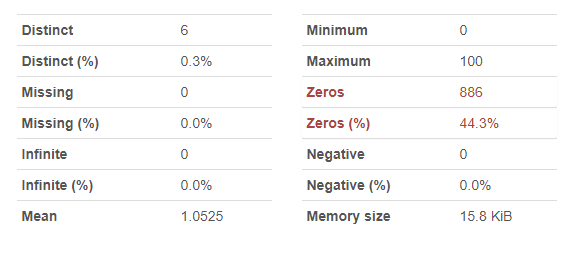 Distinct 6
Distinct (%) 0.3%
Missing 0
Missing (%) 0.0%
Infinite 0
Infinite (%) 0.0%
Mean 1.0525
Minimum 0
Maximum 100
Zeros 886
Zeros (%) 44.3%
Negative 0
Negative (%) 0.0%
Memory size 15.8 KiB